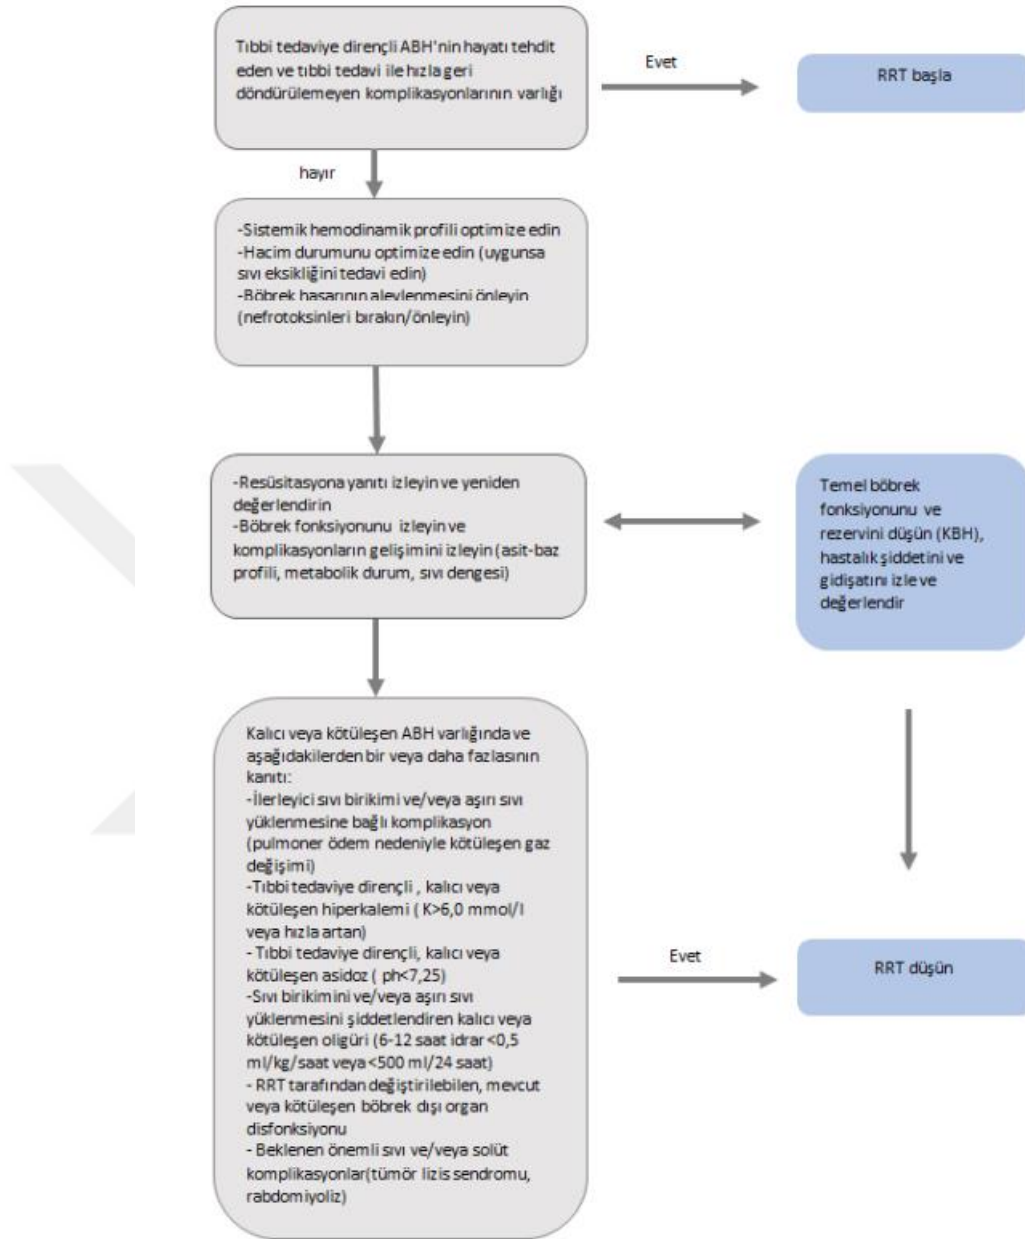 Tıbbi tedaviye dirençli ABH'nin hayatı tehdit
eden ve tıbbi tedavi ile hızla geri
döndürülemeyen komplikasyonlarının varlığı
Evet
RRT başla
hayır
-Sistemik hemodinamik profili optimize edin
-Hacim durumunu optimize edin (uygunsa
sıvı eksikliğini tedavi edin)
-Böbrek hasarının alevlenmesini önleyin
(nefrotoksinleri bırakın/önleyin)
-Resüsitasyona yanıtı izleyin ve yeniden
değerlendirin
-Böbrek fonksiyonunu izleyin ve
komplikasyonların gelişimini izleyin (asit-baz
profili, metabolik durum, sıvı dengesi)
Temel böbrek
fonksiyonunu ve
rezervini düşün (KBH),
hastalık şiddetini ve
gidişatını izle ve
değerlendir
Kalıcı veya kötüleşen ABH varlığında ve
aşağıdakilerden bir veya daha fazlasının
kanıtı:
-İlerleyici sıvı birikimi ve/veya aşırı sıvı
yüklenmesine bağlı komplikasyon
(pulmoner ödem nedeniyle kötüleşen gaz
değişimi)
-Tıbbi tedaviye dirençli , kalıcı veya
kötüleşen hiperkalemi ( K>6,0 mmol/l
veya hızla artan)
- Tıbbi tedaviye dirençli, kalıcı veya
kötüleşen asidoz ( ph<7,25)
-Sıvı birikimini ve/veya aşırı sıvı
yüklenmesini şiddetlendiren kalıcı veya
kötüleşen oligüri (6-12 saat idrar <0,5
ml/kg/saat veya <500 ml/24 saat)
- RRT tarafından değiştirilebilen, mevcut
veya kötüleşen böbrek dışı organ
disfonksiyonu
- Beklenen önemli sıvı ve/veya solüt
komplikasyonlar(tümör lizis sendromu,
rabdomiyoliz)
Evet
RRT düşün